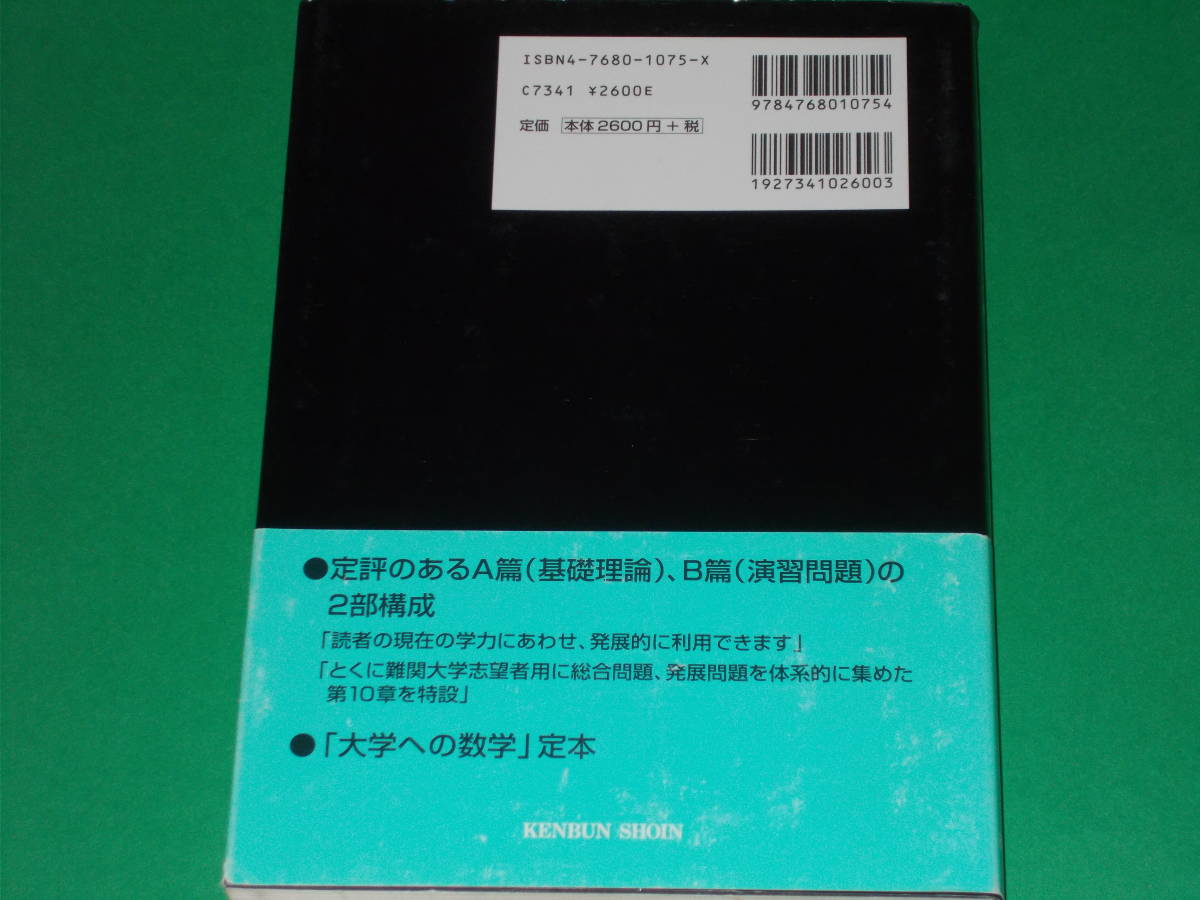 ISBN4-7680-1075-X
C7341 ¥2600E
定価 本体2600円+税
9784768010754
1927341026003
●定評のあるA篇(基礎理論)、B篇(演習問題)の
2部構成
「読者の現在の学力にあわせ、発展的に利用できます」
「とくに難関大学志望者用に総合問題、発展問題を体系的に集めた
第10章を特設」
●「大学への数学」定本
KENBUN SHOIN